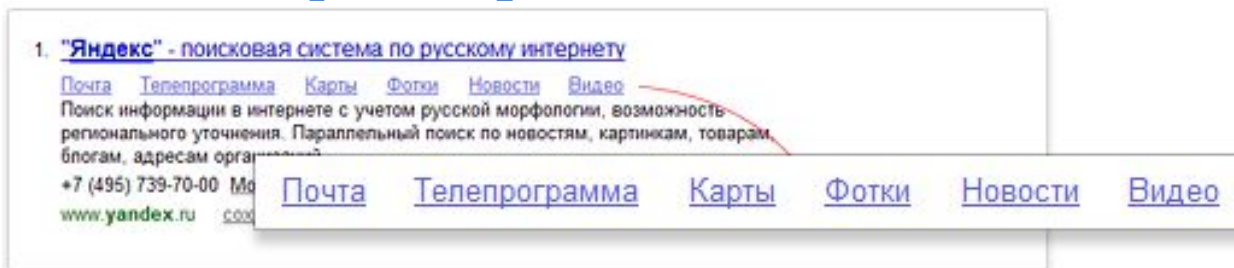 1. "Яндекс" - поисковая система по русскому интернету
Почта Телепрограмма Карты Фотки Новости Видео
Поиск информации в интернете с учетом русской морфологии, возможность
регионального уточнения. Параллельный поиск по новостям, картинкам, товарам,
блогам, адресам
+7 (495) 739-70-00
www.yandex.ru
Почта Телепрограмма Карты Фотки Новости Видео